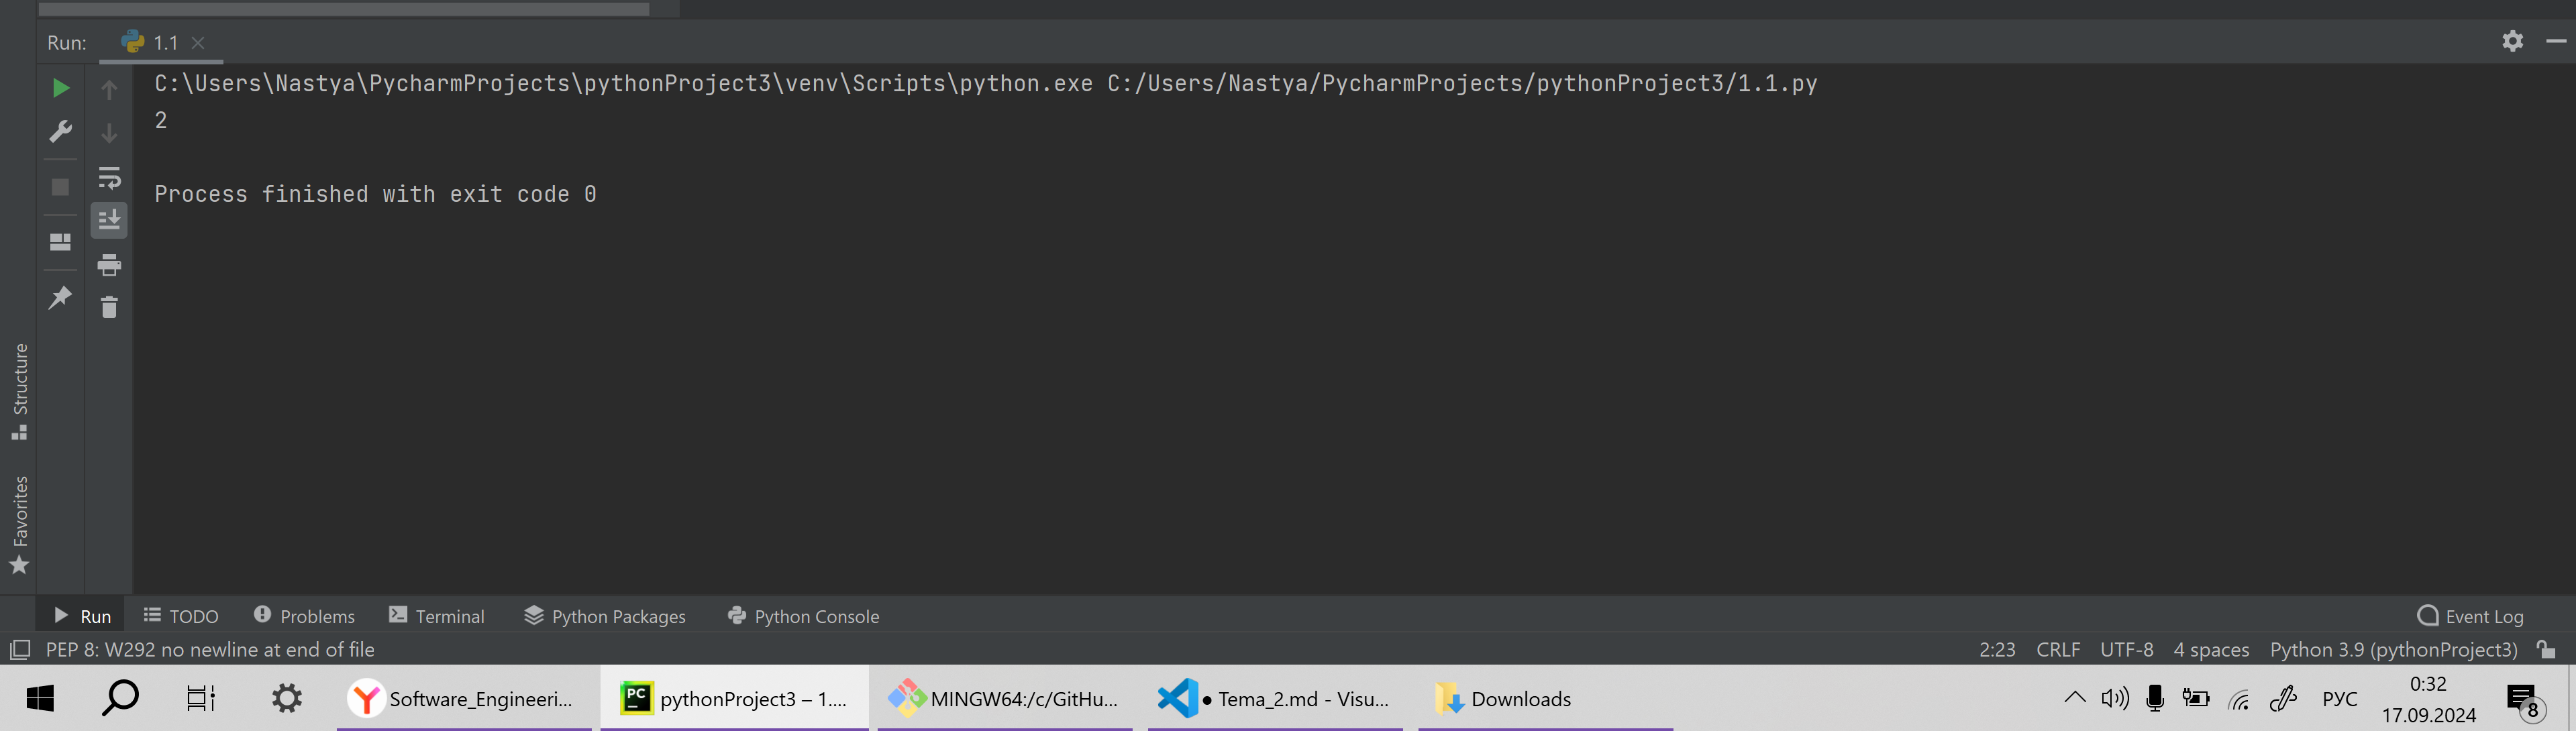 Run: 1.1
C:\Users\Nastya\PycharmProjects\pythonProject3\venv\Scripts\python.exe C:/Users/Nastya/PycharmProjects/pythonProject3/1.1.py
2
Process finished with exit code 0
Structure
Favorites
Run TODO Problems Terminal Python Packages Python Console Event Log
PEP 8: W292 no newline at end of file 2:23 CRLF UTF-8 4 spaces Python 3.9 (pythonProject3)
Software_Engineeri... PC pythonProject3 – 1.... MINGW64:/c/GitHu... ● Tema_2.md - Visu... Downloads РУС 0:32
17.09.2024 8